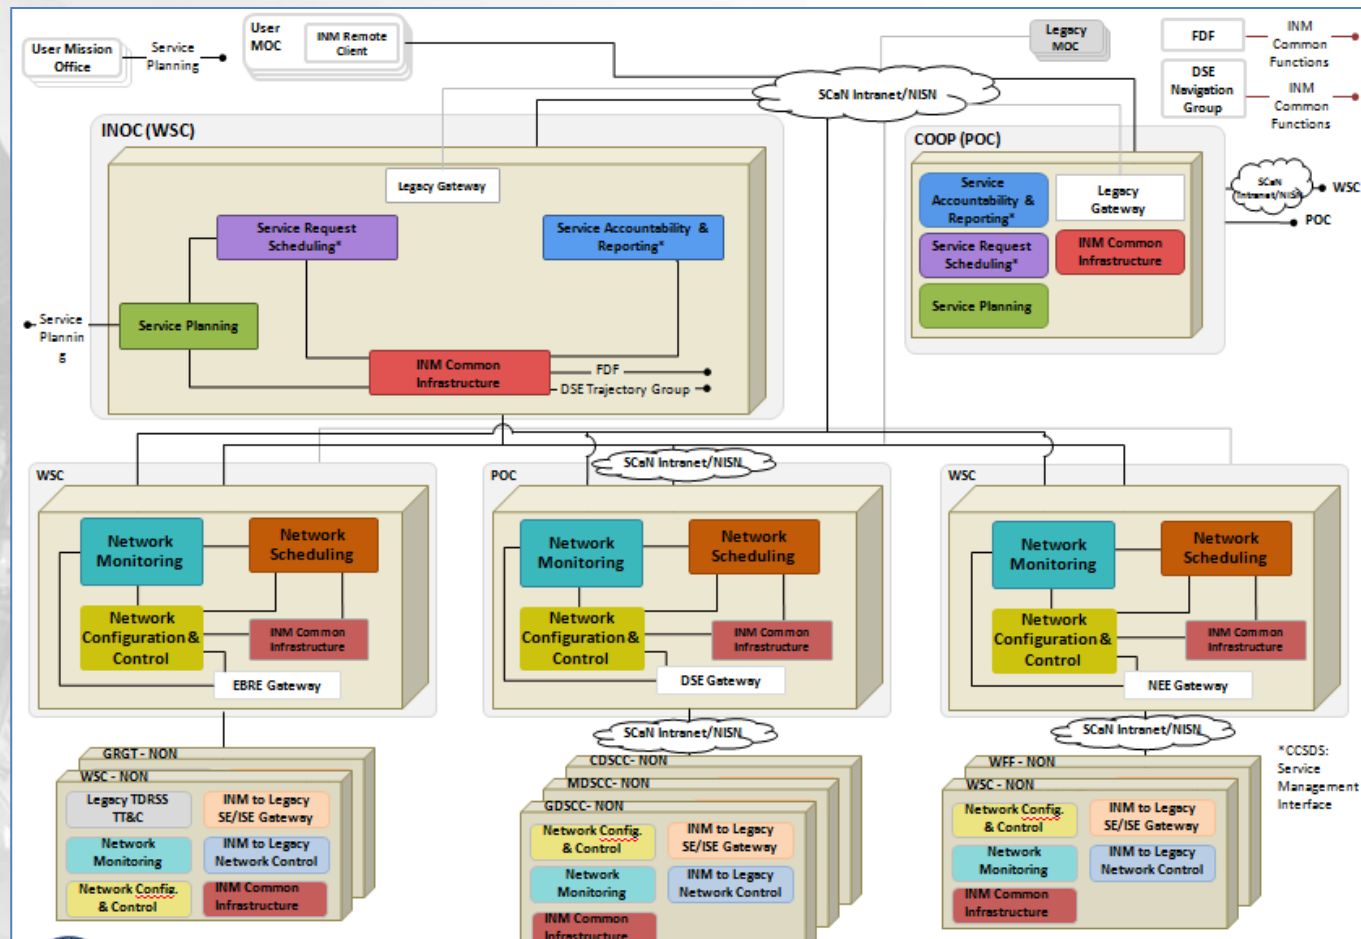 User Mission
Office
Service
Planning
User
MOC
INM Remote
Client
Legacy
MOC
FDF
INM
Common
Functions
DSE
Navigation
Group
INM
Common
Functions
SCaN Intranet/NISN
INOC (WSC)
Legacy Gateway
Service Request
Scheduling*
Service Accountability &
Reporting*
Service Planning
Service
Plannin
g
INM Common
Infrastructure
FDF
DSE Trajectory Group
COOP (POC)
Service
Accountability &
Reporting*
Legacy
Gateway
Service Request
Scheduling*
INM Common
Infrastructure
Service Planning
SCaN
Intranet/NISN
WSC
POC
WSC
Network
Monitoring
Network
Scheduling
Network
Configuration &
Control
INM Common
Infrastructure
EBRE Gateway
SCaN Intranet/NISN
POC
Network
Monitoring
Network
Scheduling
Network
Configuration &
Control
INM Common
Infrastructure
DSE Gateway
WSC
Network
Monitoring
Network
Scheduling
Network
Configuration &
Control
INM Common
Infrastructure
NEE Gateway
SCaN Intranet/NISN
SCaN Intranet/NISN
GRGT - NON
WSC - NON
Legacy TDRSS
TT&C
INM to Legacy
SE/ISE Gateway
Network
Monitoring
INM to Legacy
Network Control
Network Config.
& Control
INM Common
Infrastructure
CDSCC- NON
MDSCC- NON
GDSCC- NON
Network Config.
& Control
INM to Legacy
SE/ISE Gateway
Network
Monitoring
INM to Legacy
Network Control
INM Common
Infrastructure
WFF - NON
WSC - NON
Network Config.
& Control
INM to Legacy
SE/ISE Gateway
Network
Monitoring
INM to Legacy
Network Control
INM Common
Infrastructure
*CCSDS:
Service
Management
Interface